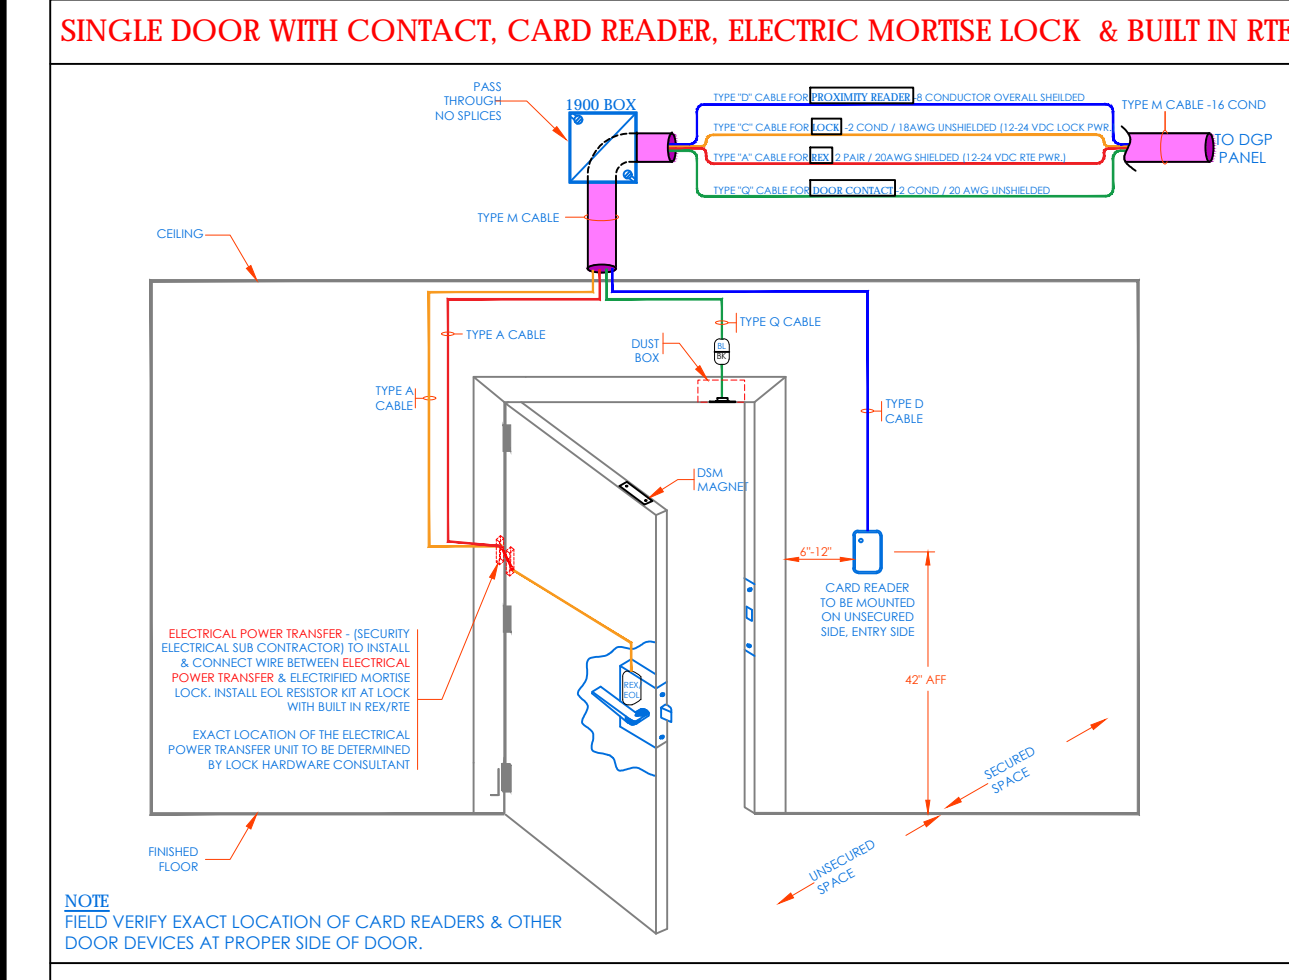 SINGLE DOOR WITH CONTACT, CARD READER, ELECTRIC MORTISE LOCK & BUILT IN RTE
PASS
THROUGH
NO SPLICES
1900 BOX
TYPE "D" CABLE FOR PROXIMITY READER -8 CONDUCTOR OVERALL SHEILDED
TYPE "C" CABLE FOR LOCK -2 COND / 18AWG UNSHIELDED (12-24 VDC LOCK PWR.
TYPE "A" CABLE FOR REX 2 PAIR / 20AWG SHIELDED (12-24 VDC RTE PWR.)
TYPE "Q" CABLE FOR DOOR CONTACT -2 COND / 20 AWG UNSHIELDED
TYPE M CABLE -16 COND
TO DGP
PANEL
TYPE M CABLE
CEILING
TYPE A CABLE
TYPE Q CABLE
DUST
BOX
BL
BK
TYPE A
CABLE
TYPE D
CABLE
DSM
MAGNET
6"-12"
CARD READER
TO BE MOUNTED
ON UNSECURED
SIDE, ENTRY SIDE
42" AFF
ELECTRICAL POWER TRANSFER - (SECURITY
ELECTRICAL SUB CONTRACTOR) TO INSTALL
& CONNECT WIRE BETWEEN ELECTRICAL
POWER TRANSFER & ELECTRIFIED MORTISE
LOCK. INSTALL EOL RESISTOR KIT AT LOCK
WITH BUILT IN REX/RTE
EXACT LOCATION OF THE ELECTRICAL
POWER TRANSFER UNIT TO BE DETERMINED
BY LOCK HARDWARE CONSULTANT
REX/
EOL
SECURED
SPACE
UNSECURED
SPACE
FINISHED
FLOOR
NOTE
FIELD VERIFY EXACT LOCATION OF CARD READERS & OTHER
DOOR DEVICES AT PROPER SIDE OF DOOR.